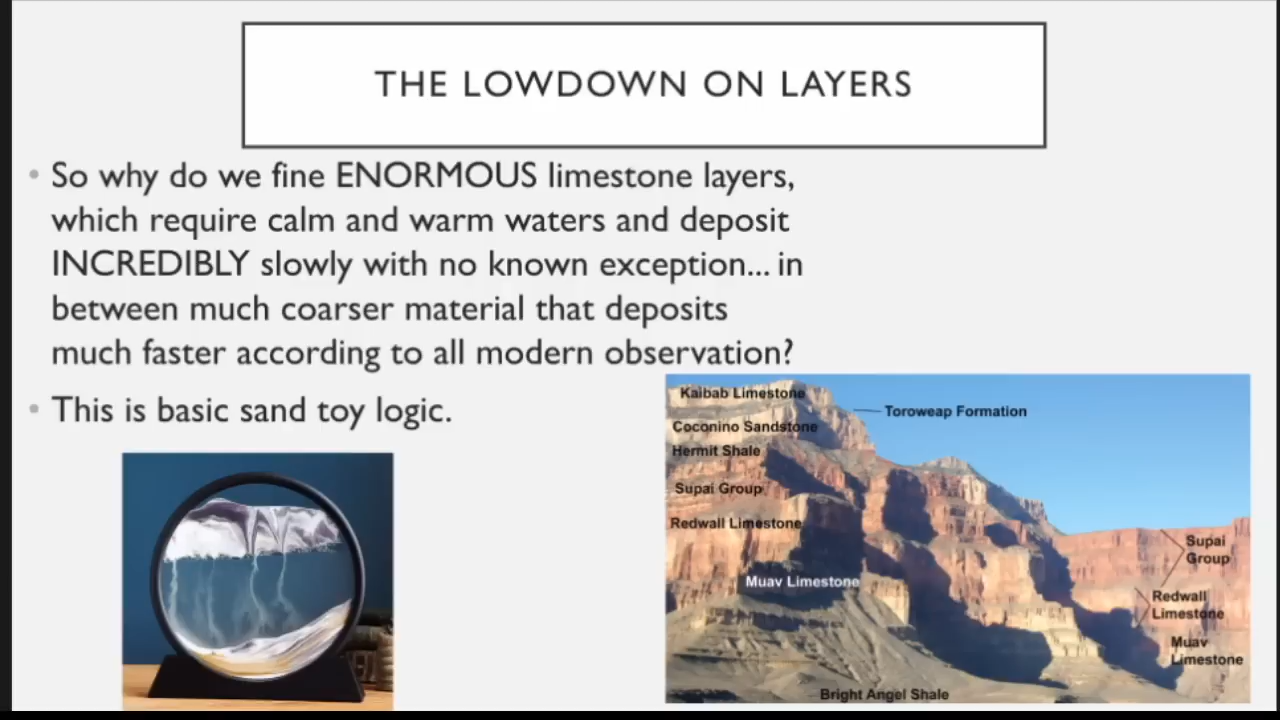 THE LOWDOWN ON LAYERS
• So why do we fine ENORMOUS limestone layers,
which require calm and warm waters and deposit
INCREDIBLY slowly with no known exception... in
between much coarser material that deposits
much faster according to all modern observation?
• This is basic sand toy logic.
Kaibab Limestone
Toroweap Formation
Coconino Sandstone
Hermit Shale
Supai Group
Redwall Limestone
Muav Limestone
Bright Angel Shale
Supai
Group
Redwall
Limestone
Muav
Limestone